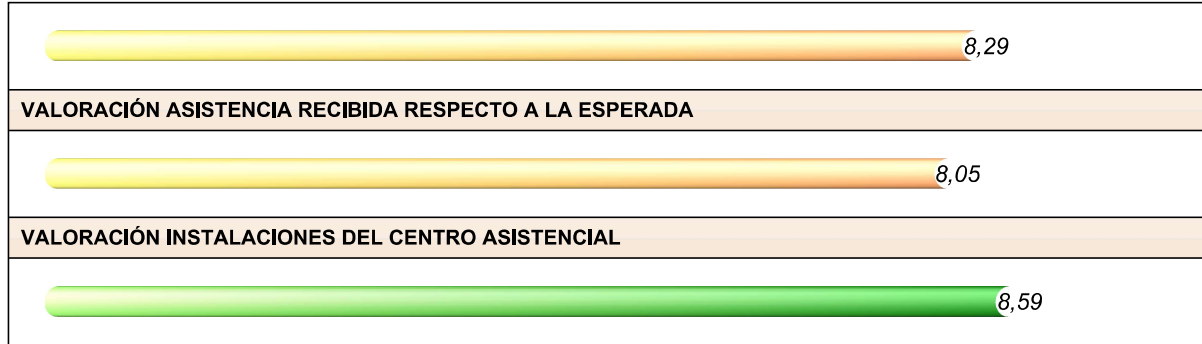 8,29
VALORACIÓN ASISTENCIA RECIBIDA RESPECTO A LA ESPERADA
8,05
VALORACIÓN INSTALACIONES DEL CENTRO ASISTENCIAL
8,59